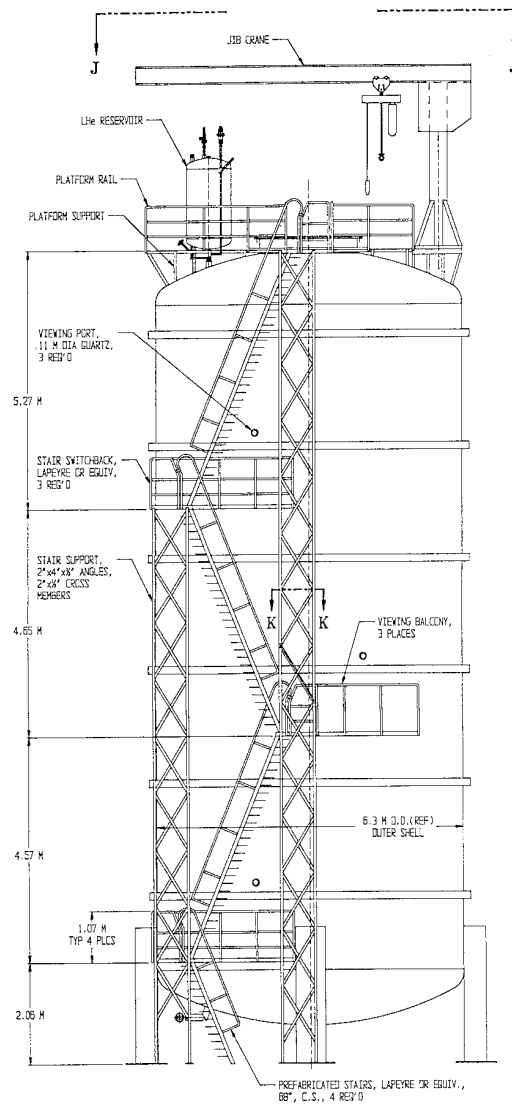 J
J
JIB CRANE
LHe RESERVOIR
PLATFORM RAIL
PLATFORM SUPPORT
VIEWING PORT,
.11 M DIA QUARTZ,
3 REQ'D
5.27 M
STAIR SWITCHBACK,
LAPEYRE OR EQUIV,
3 REQ'D
STAIR SUPPORT,
ANGLES,
CROSS
MEMBERS
4.65 M
K
K
VIEWING BALCONY,
3 PLACES
6.3 M O.D.(REF)
OUTER SHELL
4.57 M
1.07 M
TYP 4 PLCS
2.06 M
PREFABRICATED STAIRS, LAPEYRE OR EQUIV.,
68°, C.S., 4 REQ'D